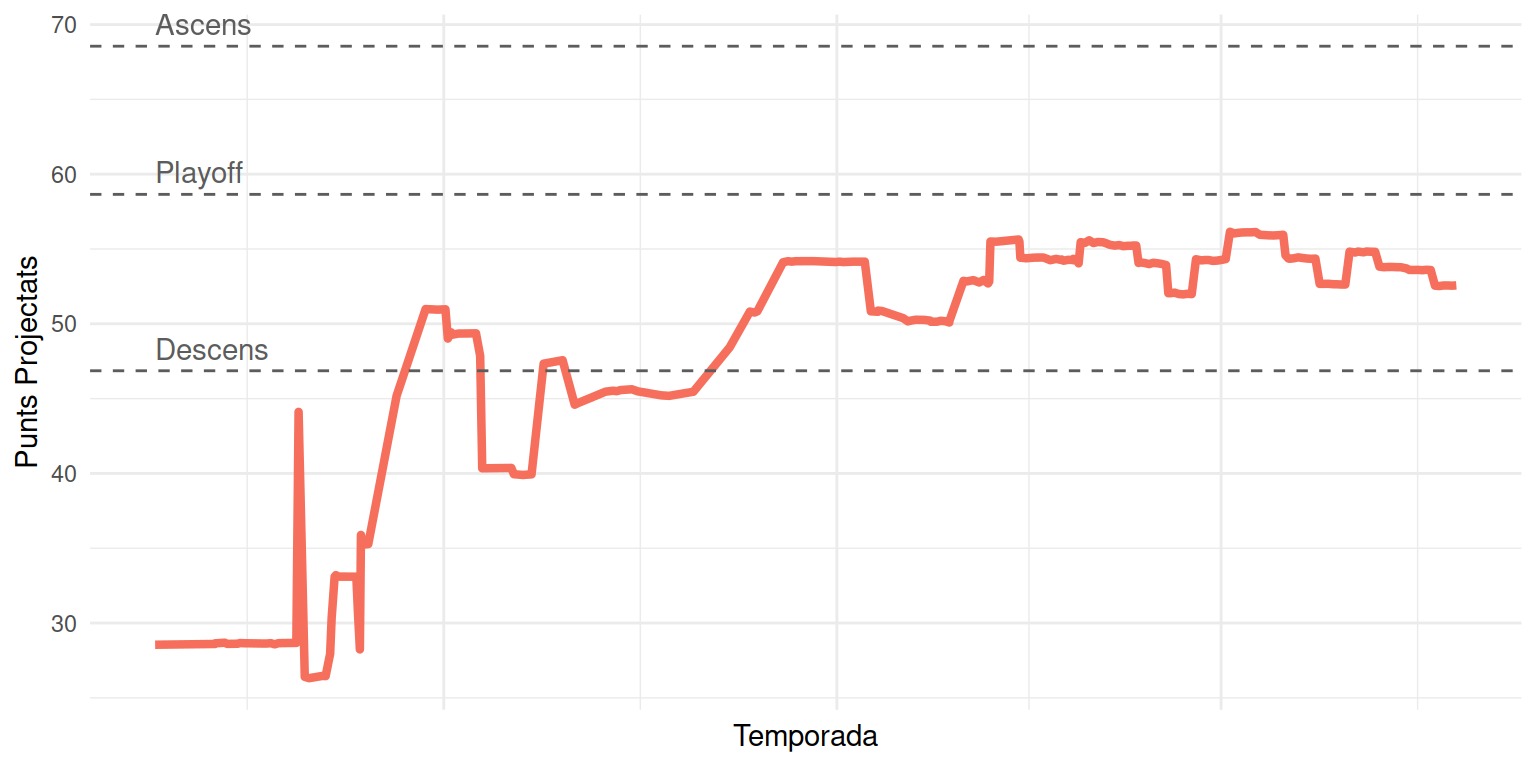 70
Ascens
60
Playoff
50
Descens
40
30
Punts Projectats
Temporada